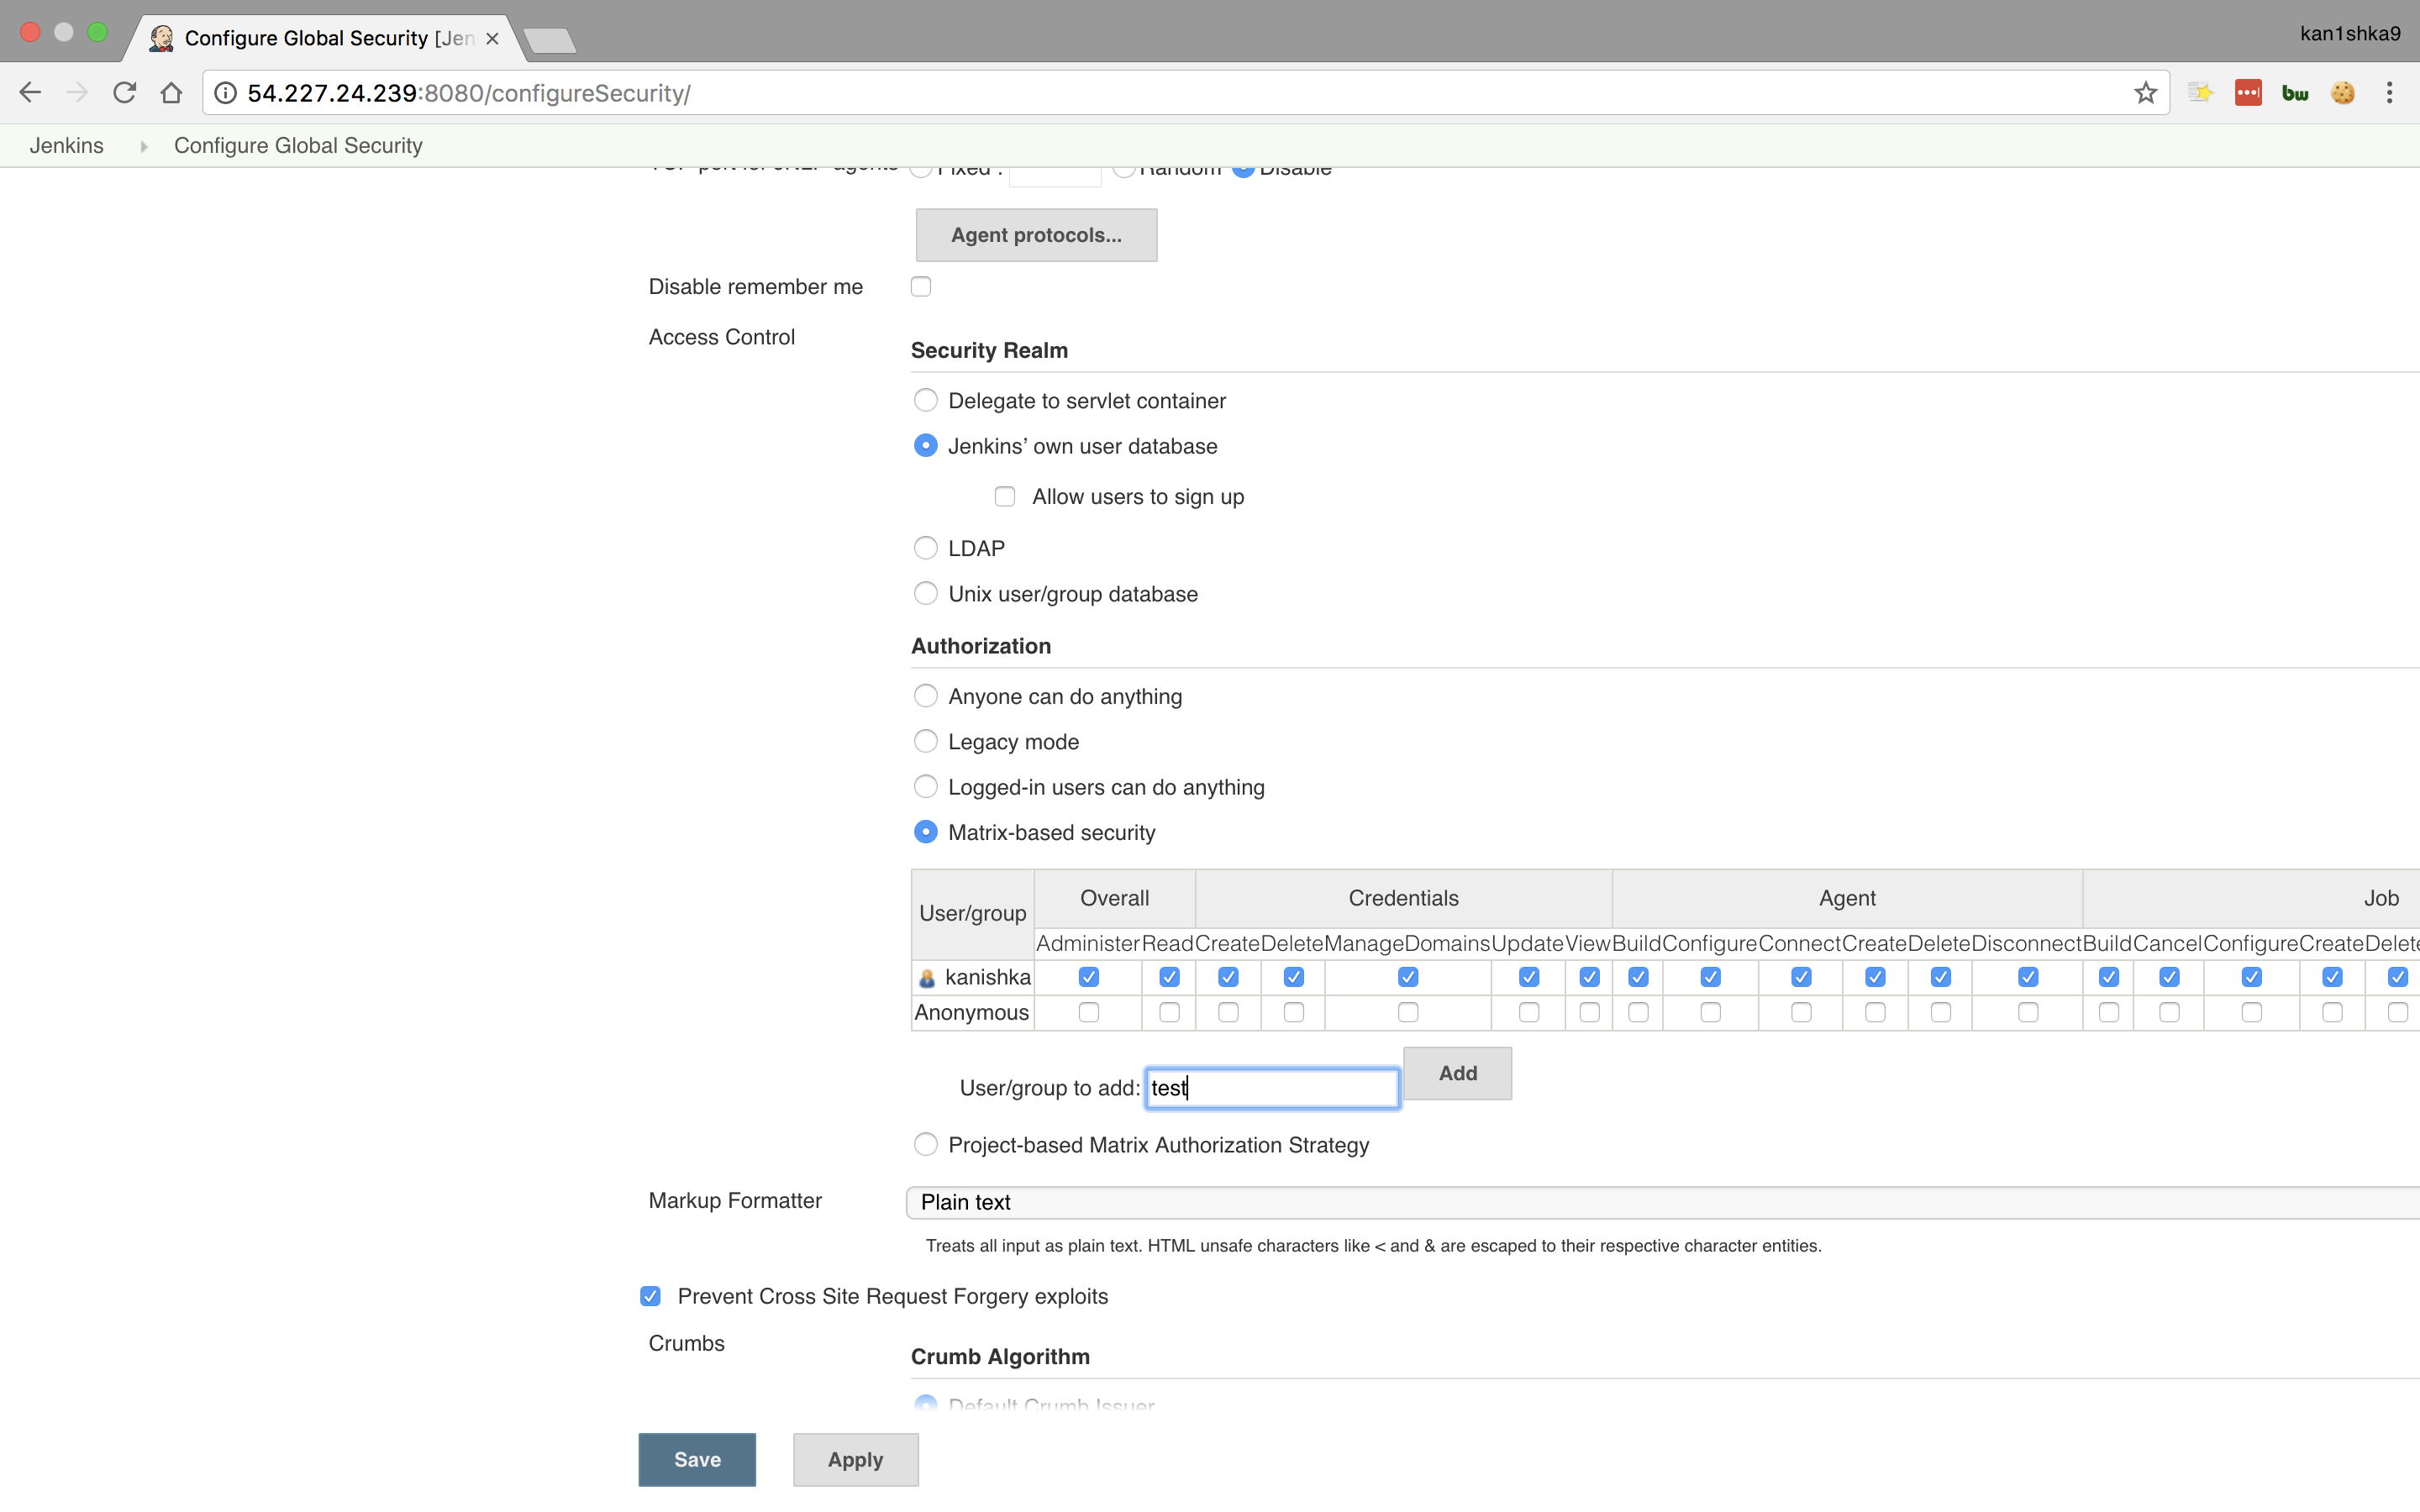 Configure Global Security [Jen
kan1shka9
54.227.24.239:8080/configureSecurity/
bw
Jenkins Configure Global Security
TCP port for JNLP agents Fixed : Random Disable
Agent protocols...
Disable remember me
Access Control
Security Realm
Delegate to servlet container
Jenkins’ own user database
Allow users to sign up
LDAP
Unix user/group database
Authorization
Anyone can do anything
Legacy mode
Logged-in users can do anything
Matrix-based security
User/group Overall Credentials Agent Job
Administer Read Create Delete ManageDomains Update View Build Configure Connect Create Delete Disconnect Build Cancel Configure Create Delete
kanishka
Anonymous
User/group to add: test Add
Project-based Matrix Authorization Strategy
Markup Formatter Plain text
Treats all input as plain text. HTML unsafe characters like < and & are escaped to their respective character entities.
Prevent Cross Site Request Forgery exploits
Crumbs
Crumb Algorithm
Default Crumb Issuer
Save Apply